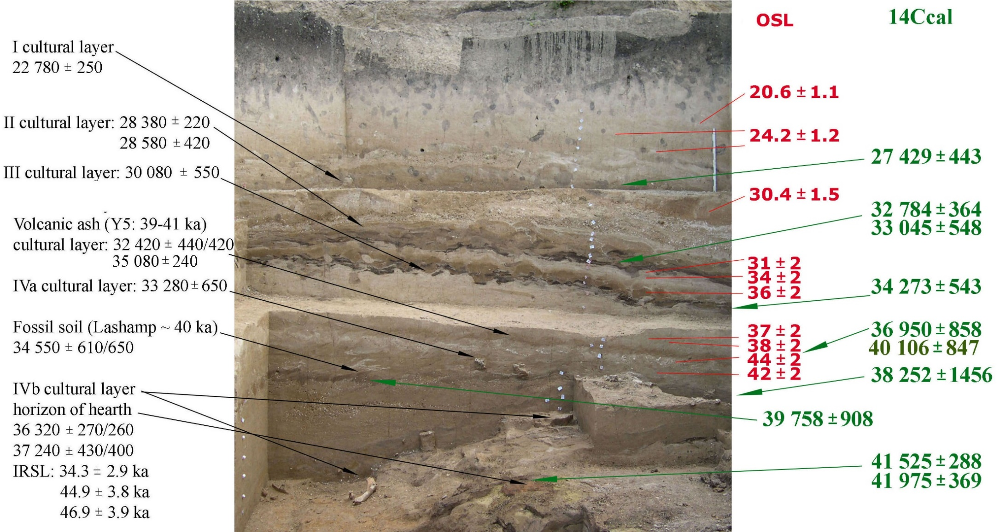 I cultural layer
22 780 ± 250
II cultural layer: 28 380 ± 220
28 580 ± 420
III cultural layer: 30 080 ± 550
Volcanic ash (Y5: 39-41 ka)
cultural layer: 32 420 ± 440/420
35 080 ± 240
IVa cultural layer: 33 280 ± 650
Fossil soil (Lashamp ~ 40 ka)
34 550 ± 610/650
IVb cultural layer
horizon of hearth
36 320 ± 270/260
37 240 ± 430/400
IRSL: 34.3 ± 2.9 ka
44.9 ± 3.8 ka
46.9 ± 3.9 ka
OSL
20.6 ± 1.1
24.2 ± 1.2
30.4 ± 1.5
31 ± 2
34 ± 2
36 ± 2
37 ± 2
38 ± 2
44 ± 2
42 ± 2
14Ccal
27 429 ± 443
32 784 ± 364
33 045 ± 548
34 273 ± 543
36 950 ± 858
40 106 ± 847
38 252 ± 1456
39 758 ± 908
41 525 ± 288
41 975 ± 369